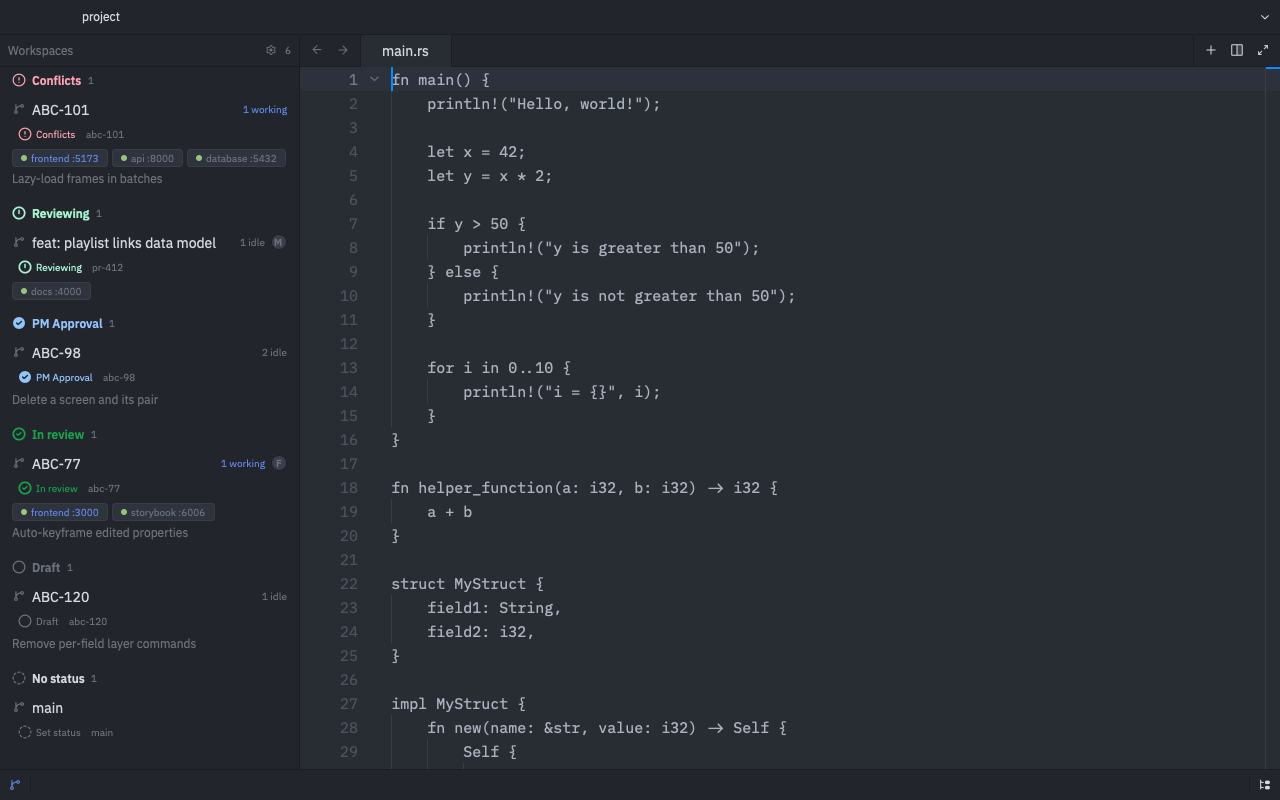 project
Workspaces
6
Conflicts 1
ABC-101
1 working
Conflicts abc-101
frontend :5173 api :8000 database :5432
Lazy-load frames in batches
Reviewing 1
feat: playlist links data model
1 idle M
Reviewing pr-412
docs :4000
PM Approval 1
ABC-98
2 idle
PM Approval abc-98
Delete a screen and its pair
In review 1
ABC-77
1 working F
In review abc-77
frontend :3000 storybook :6006
Auto-keyframe edited properties
Draft 1
ABC-120
1 idle
Draft abc-120
Remove per-field layer commands
No status 1
main
Set status main
main.rs
1 fn main() {
2     println!("Hello, world!");
3
4     let x = 42;
5     let y = x * 2;
6
7     if y > 50 {
8         println!("y is greater than 50");
9     } else {
10         println!("y is not greater than 50");
11     }
12
13     for i in 0..10 {
14         println!("i = {}", i);
15     }
16 }
17
18 fn helper_function(a: i32, b: i32) -> i32 {
19     a + b
20 }
21
22 struct MyStruct {
23     field1: String,
24     field2: i32,
25 }
26
27 impl MyStruct {
28     fn new(name: &str, value: i32) -> Self {
29         Self {